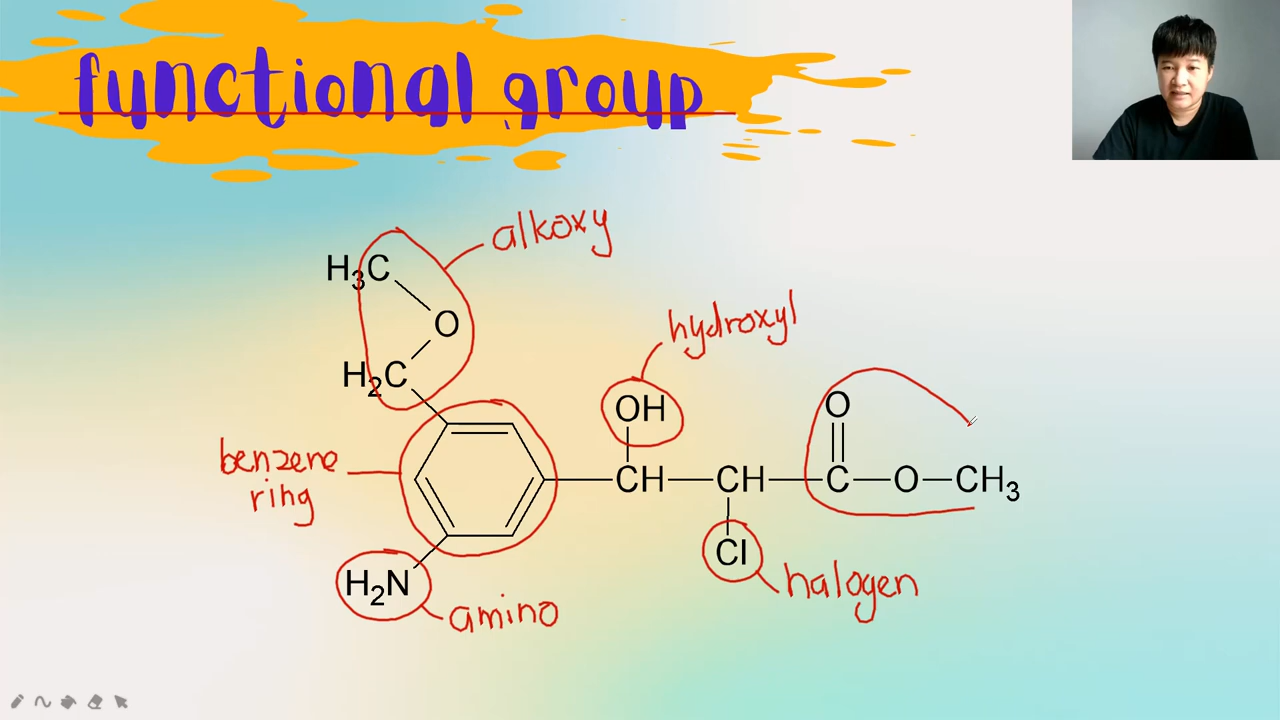 functional group
alkoxy
H3C
O
hydroxyl
H2C
OH
O
benzene
ring
CH CH C O CH3
Cl
halogen
H2N
amino